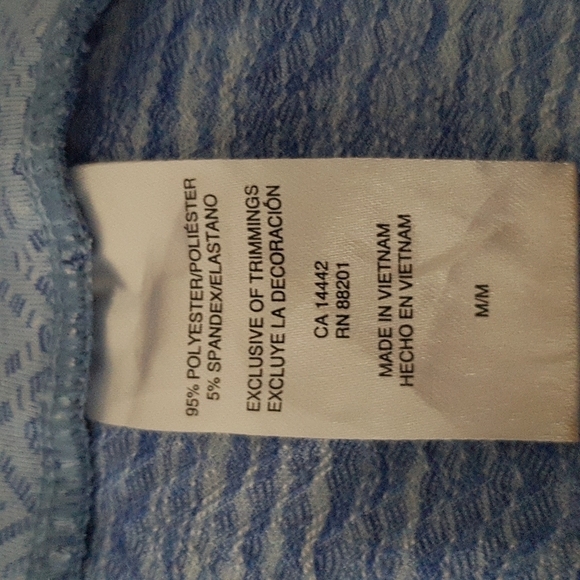 95% POLYESTER/POLIÉSTER
5% SPANDEX/ELASTANO
EXCLUSIVE OF TRIMMINGS
EXCLUYE LA DECORACIÓN
CA 14442
RN 88201
MADE IN VIETNAM
HECHO EN VIETNAM
M/M